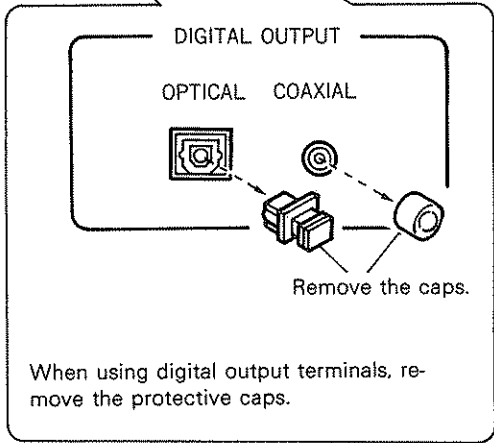 DIGITAL OUTPUT
OPTICAL COAXIAL
Remove the caps.
When using digital output terminals, re-
move the protective caps.